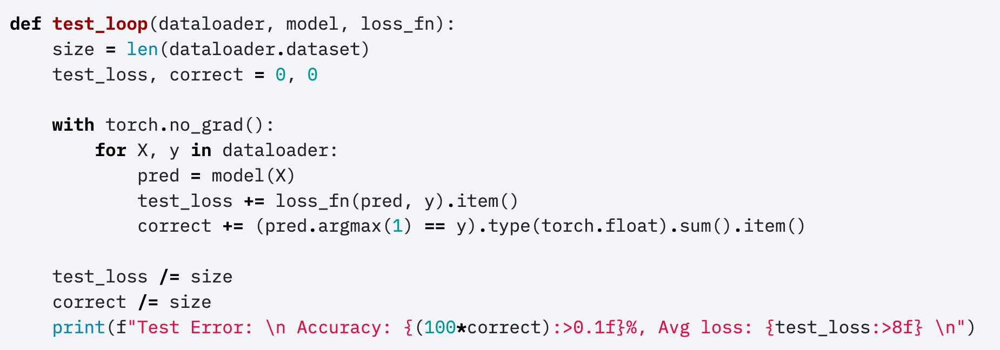 def test_loop(dataloader, model, loss_fn):
    size = len(dataloader.dataset)
    test_loss, correct = 0, 0

    with torch.no_grad():
        for X, y in dataloader:
            pred = model(X)
            test_loss += loss_fn(pred, y).item()
            correct += (pred.argmax(1) == y).type(torch.float).sum().item()

    test_loss /= size
    correct /= size
    print(f"Test Error: \n Accuracy: {(100*correct):>0.1f}%, Avg loss: {test_loss:>8f} \n")